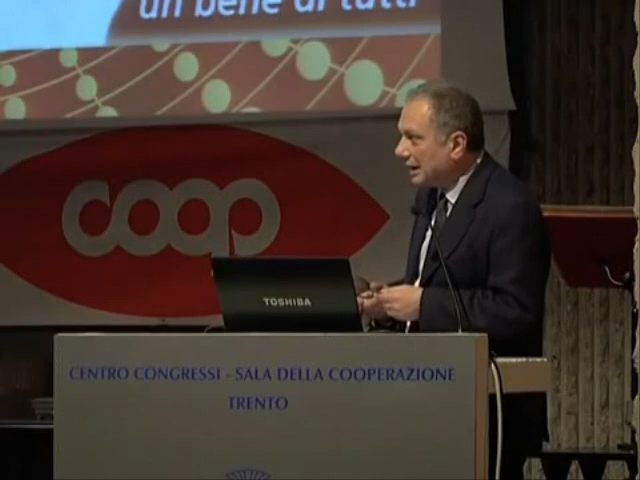 un bene di tutti
coop
TOSHIBA
CENTRO CONGRESSI - SALA DELLA COOPERAZIONE
TRENTO